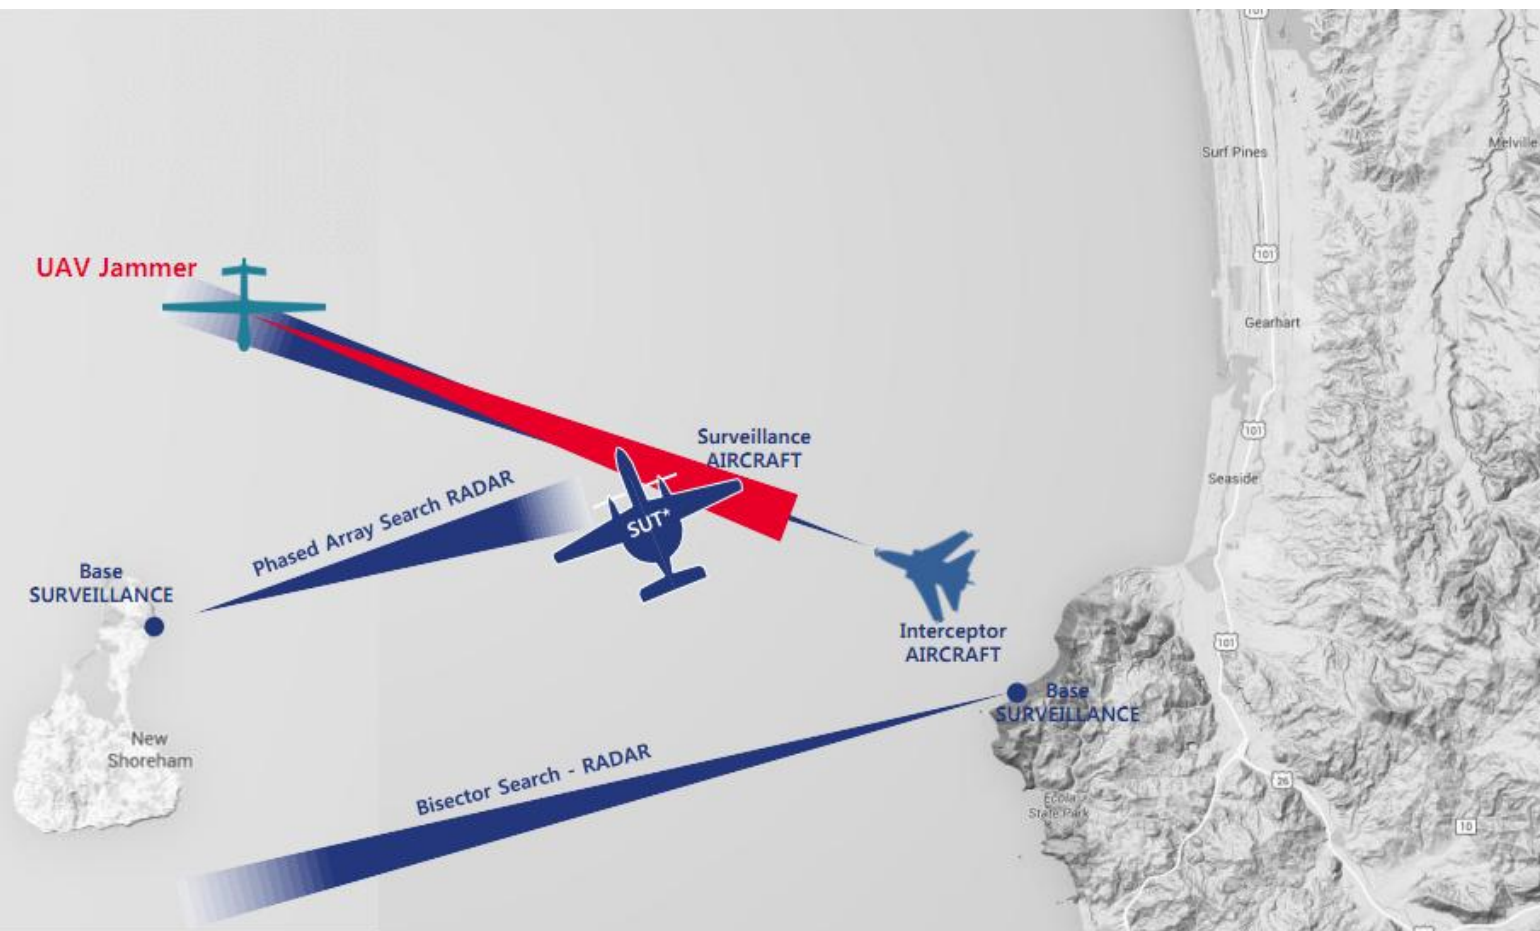 101
Surf Pines
Melville
UAV Jammer
101
Gearhart
101
Surveillance
AIRCRAFT
Seaside
Phased Array Search RADAR
SUT*
Base
SURVEILLANCE
Interceptor
AIRCRAFT
101
Base
SURVEILLANCE
New
Shoreham
Bisector Search - RADAR
26
Ecola
State Park
10